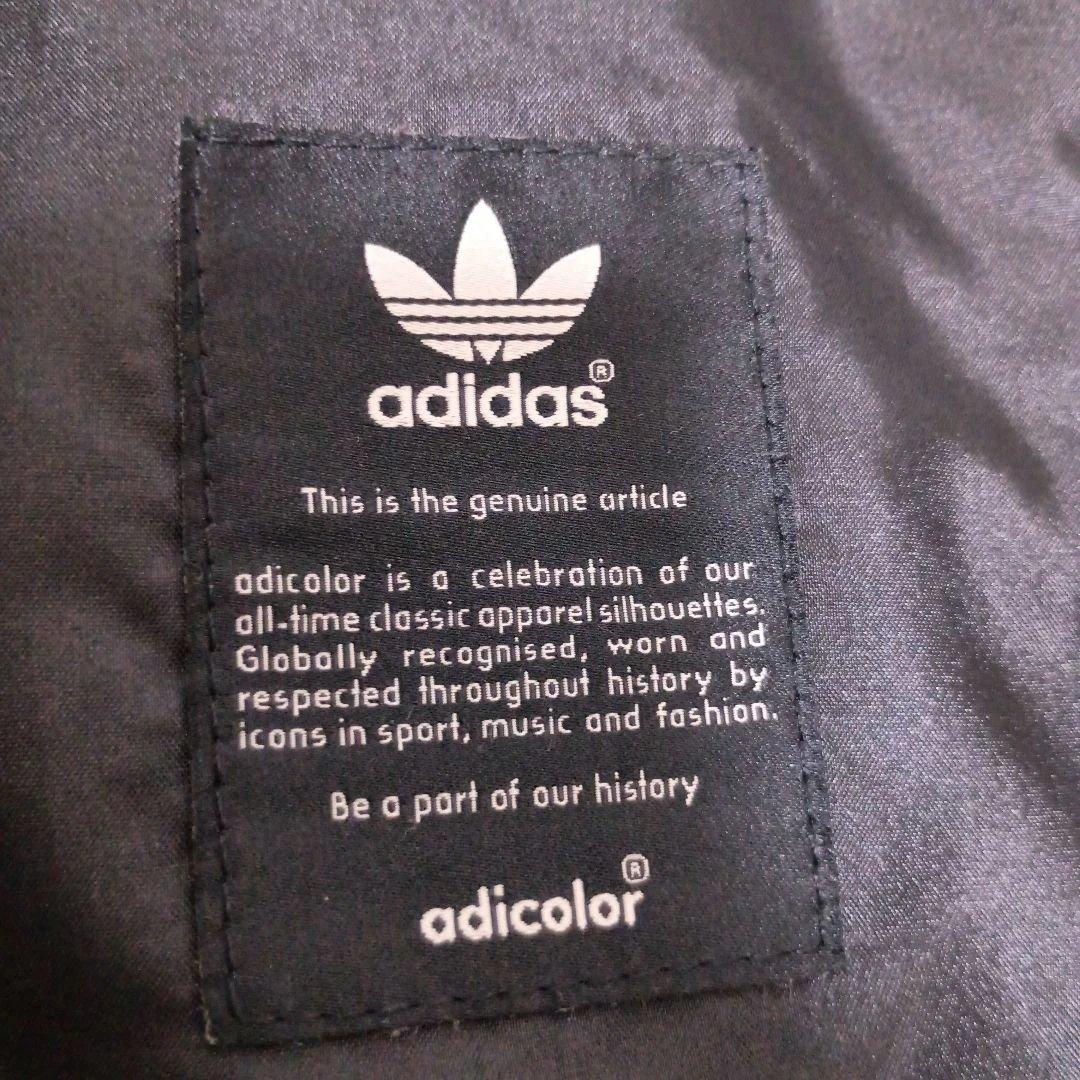 adidas®
This is the genuine article
adicolor is a celebration of our
all-time classic apparel silhouettes.
Globally recognised, worn and
respected throughout history by
icons in sport, music and fashion.
Be a part of our history
adicolor®